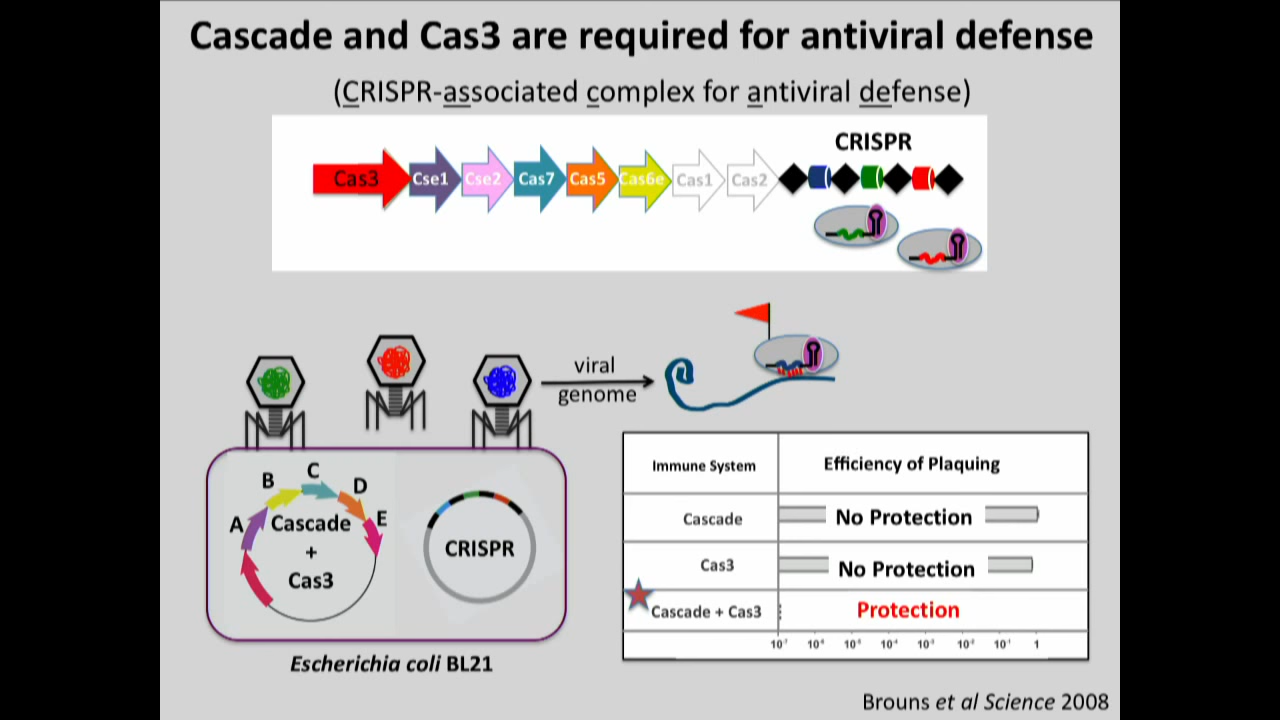 Cascade and Cas3 are required for antiviral defense
(CRISPR-associated complex for antiviral defense)
CRISPR
Cas3 Cse1 Cse2 Cas7 Cas5 Cas6e Cas1 Cas2
viral
genome
A B C D E
Cascade
+
Cas3
CRISPR
Escherichia coli BL21
Immune System Efficiency of Plaquing
Cascade No Protection
Cas3 No Protection
Cascade + Cas3 Protection
10⁻⁷ 10⁻⁶ 10⁻⁵ 10⁻⁴ 10⁻³ 10⁻² 10⁻¹ 1
Brouns et al Science 2008